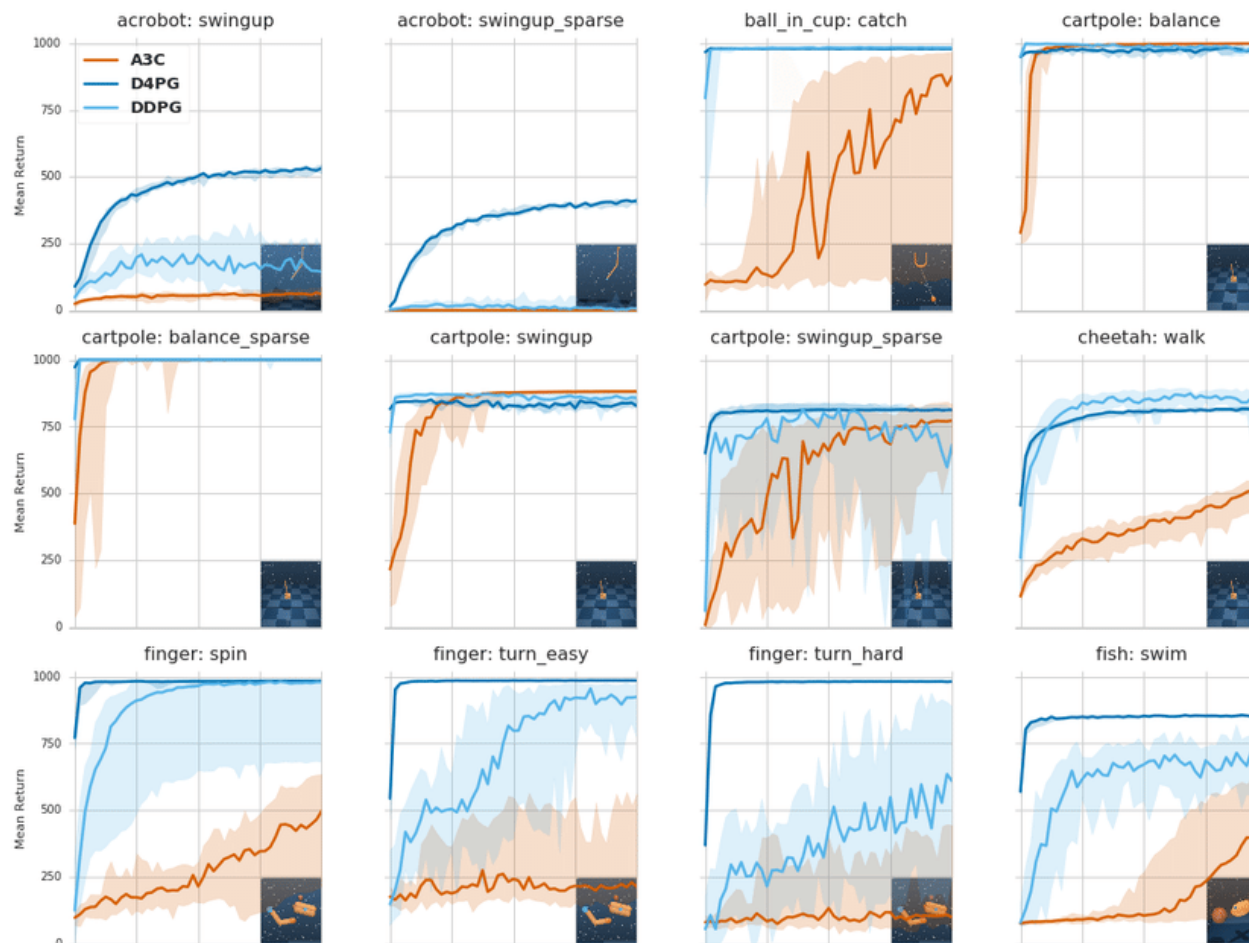 acrobot: swingup
acrobot: swingup_sparse
ball_in_cup: catch
cartpole: balance
1000
750
500
250
0
Mean Return
A3C
D4PG
DDPG
cartpole: balance_sparse
cartpole: swingup
cartpole: swingup_sparse
cheetah: walk
1000
750
500
250
0
Mean Return
finger: spin
finger: turn_easy
finger: turn_hard
fish: swim
1000
750
500
250
0
Mean Return